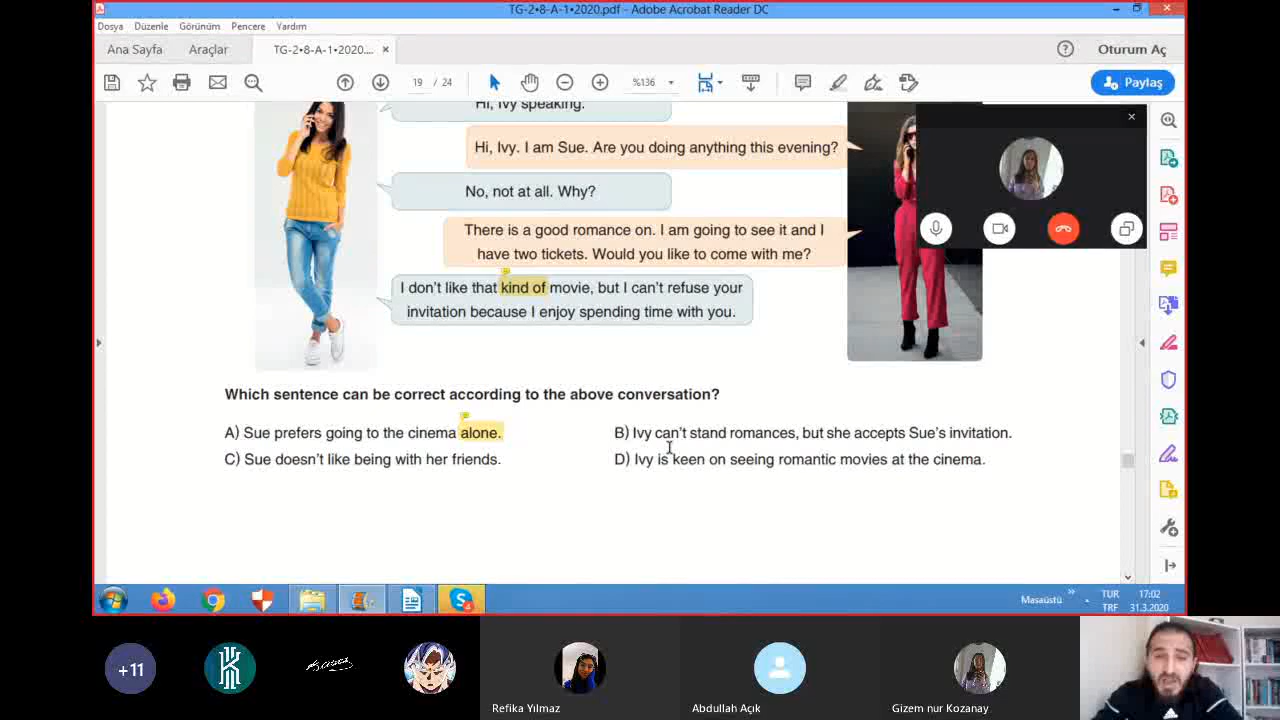 TG-2•8-A-1•2020.pdf - Adobe Acrobat Reader DC
Dosya Düzenle Görünüm Pencere Yardım
Ana Sayfa Araçlar TG-2•8-A-1•2020.... × Oturum Aç
19 / 24 %136 Paylaş
Hi, Ivy speaking.
Hi, Ivy. I am Sue. Are you doing anything this evening?
No, not at all. Why?
There is a good romance on. I am going to see it and I
have two tickets. Would you like to come with me?
I don't like that kind of movie, but I can't refuse your
invitation because I enjoy spending time with you.
Which sentence can be correct according to the above conversation?
A) Sue prefers going to the cinema alone.
B) Ivy can't stand romances, but she accepts Sue's invitation.
C) Sue doesn't like being with her friends.
D) Ivy is keen on seeing romantic movies at the cinema.
Masaüstü » TUR 17:02
TRF 31.3.2020
+11
Refika Yılmaz Abdullah Açık Gizem nur Kozanay